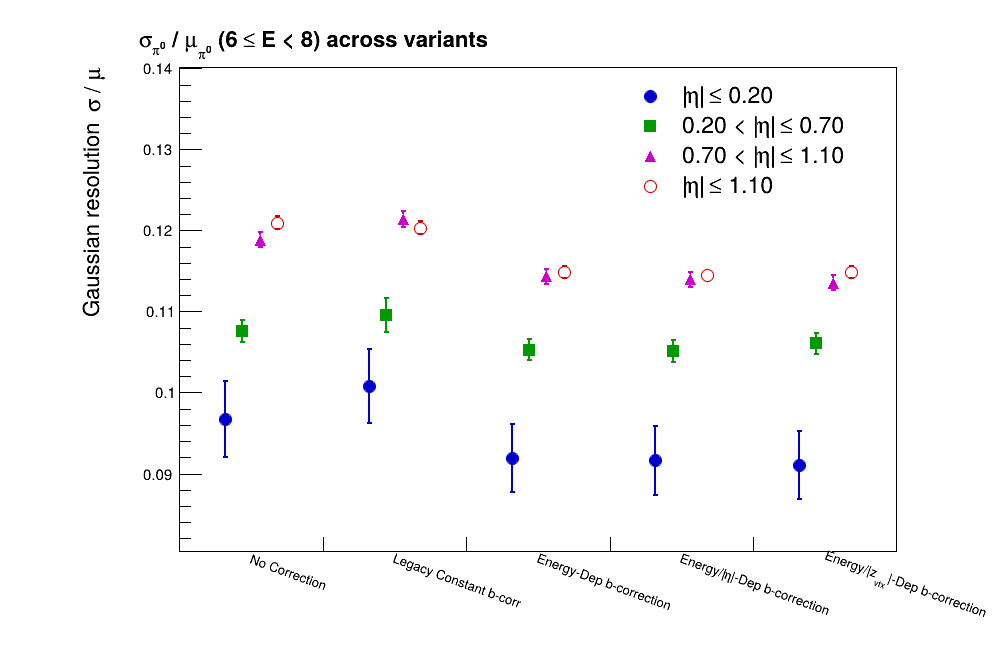 σπ⁰ / μπ⁰ (6 ≤ E < 8) across variants
Gaussian resolution σ / μ
0.14
0.13
0.12
0.11
0.1
0.09
|η| ≤ 0.20
0.20 < |η| ≤ 0.70
0.70 < |η| ≤ 1.10
|η| ≤ 1.10
No Correction
Legacy Constant b-corr
Energy-Dep b-correction
Energy/|η|-Dep b-correction
Energy/|z_vtx|-Dep b-correction